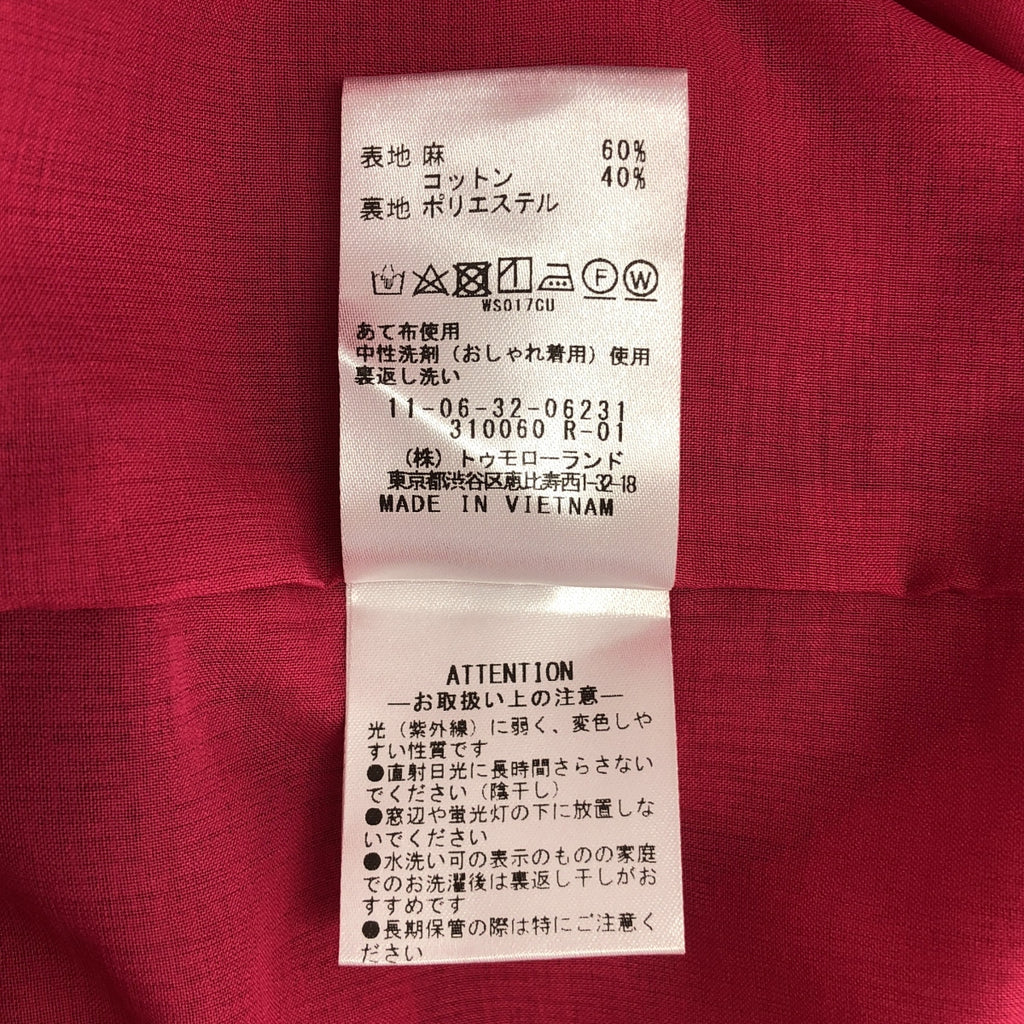 表地 麻 60%
コットン 40%
裏地 ポリエステル
F W
WS017CU
あて布使用
中性洗剤(おしゃれ着用)使用
裏返し洗い
11-06-32-06231
310060 R-01
(株)トゥモローランド
東京都渋谷区恵比寿西1-32-18
MADE IN VIETNAM
ATTENTION
―お取扱い上の注意―
光(紫外線)に弱く、変色しや
すい性質です
●直射日光に長時間さらさない
でください(陰干し)
●窓辺や蛍光灯の下に放置しな
いでください
●水洗い可の表示のものの家庭
でのお洗濯後は裏返し干しがお
すすめです
●長期保管の際は特にご注意く
ださい